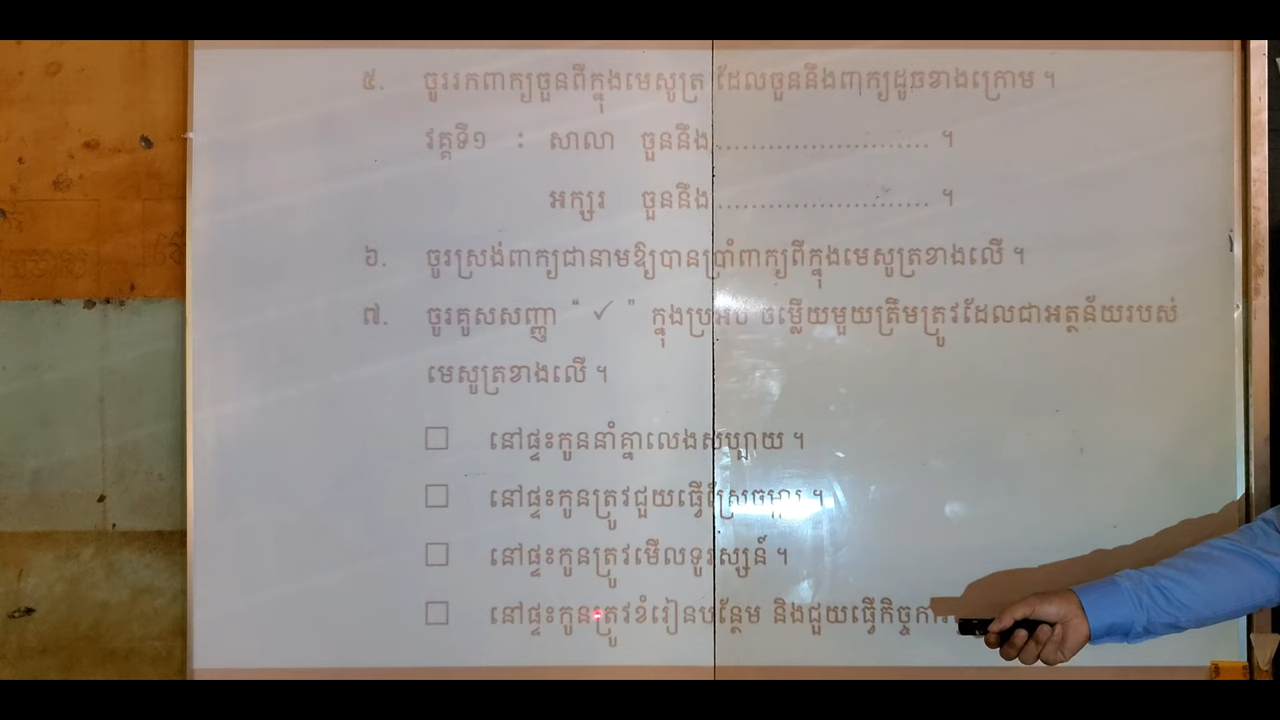 ៥. ចូររកពាក្យចួនពីក្នុងមេសូត្រ ដែលចួននឹងពាក្យដូចខាងក្រោម ។
វគ្គទី១ : សាលា ចួននឹង........................ ។
អក្សរ ចួននឹង........................ ។
៦. ចូរស្រង់ពាក្យជានាមឱ្យបានប្រាំពាក្យពីក្នុងមេសូត្រខាងលើ ។
៧. ចូរគូសសញ្ញា “ ✓ ” ក្នុងប្រអប់ ចម្លើយមួយត្រឹមត្រូវដែលជាអត្ថន័យរបស់
មេសូត្រខាងលើ ។
☐ នៅផ្ទះកូននាំគ្នាលេងសប្បាយ ។
☐ នៅផ្ទះកូនត្រូវជួយធ្វើពីស្រែចម្ការ ។
☐ នៅផ្ទះកូនត្រូវមើលទូរស្សន៍ ។
☐ នៅផ្ទះកូនត្រូវខំរៀនបន្ថែម និងជួយធ្វើកិច្ចការ